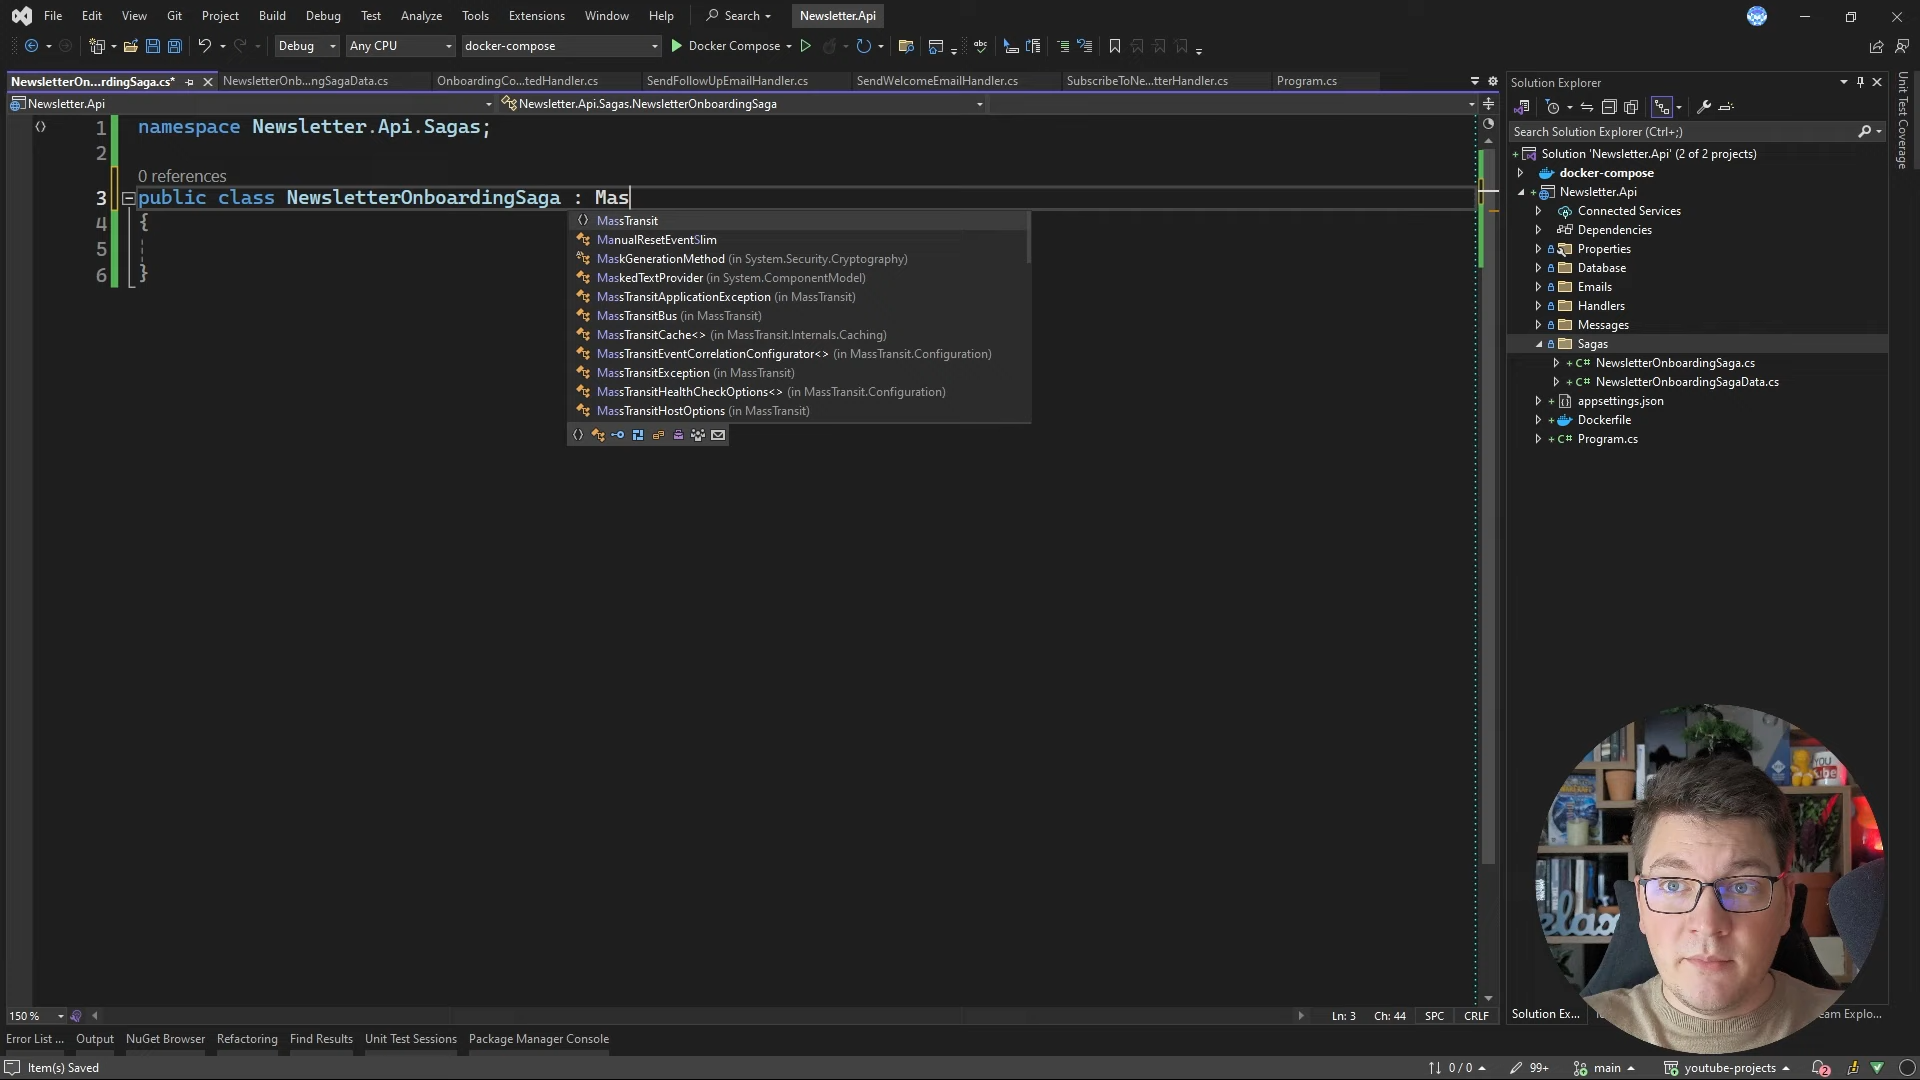 File Edit View Git Project Build Debug Test Analyze Tools Extensions Window Help Search Newsletter.Api
Debug Any CPU docker-compose Docker Compose
NewsletterOn...rdingSaga.cs* NewsletterOnb...ngSagaData.cs OnboardingCo...tedHandler.cs SendFollowUpEmailHandler.cs SendWelcomeEmailHandler.cs SubscribeToNe...tterHandler.cs Program.cs
Newsletter.Api Newsletter.Api.Sagas.NewsletterOnboardingSaga
1 namespace Newsletter.Api.Sagas;
2
0 references
3 public class NewsletterOnboardingSaga : Mas
4 {
5
6 }
MassTransit
ManualResetEventSlim
MaskGenerationMethod (in System.Security.Cryptography)
MaskedTextProvider (in System.ComponentModel)
MassTransitApplicationException (in MassTransit)
MassTransitBus (in MassTransit)
MassTransitCache<> (in MassTransit.Internals.Caching)
MassTransitEventCorrelationConfigurator<> (in MassTransit.Configuration)
MassTransitException (in MassTransit)
MassTransitHealthCheckOptions<> (in MassTransit.Configuration)
MassTransitHostOptions (in MassTransit)
Solution Explorer
Search Solution Explorer (Ctrl+;)
Solution 'Newsletter.Api' (2 of 2 projects)
docker-compose
Newsletter.Api
Connected Services
Dependencies
Properties
Database
Emails
Handlers
Messages
Sagas
C# NewsletterOnboardingSaga.cs
C# NewsletterOnboardingSagaData.cs
appsettings.json
Dockerfile
C# Program.cs
Unit Test Coverage
150 % Ln: 3 Ch: 44 SPC CRLF
Solution Ex... eam Explo...
Error List ... Output NuGet Browser Refactoring Find Results Unit Test Sessions Package Manager Console
Item(s) Saved 0 / 0 99+ main youtube-projects 2